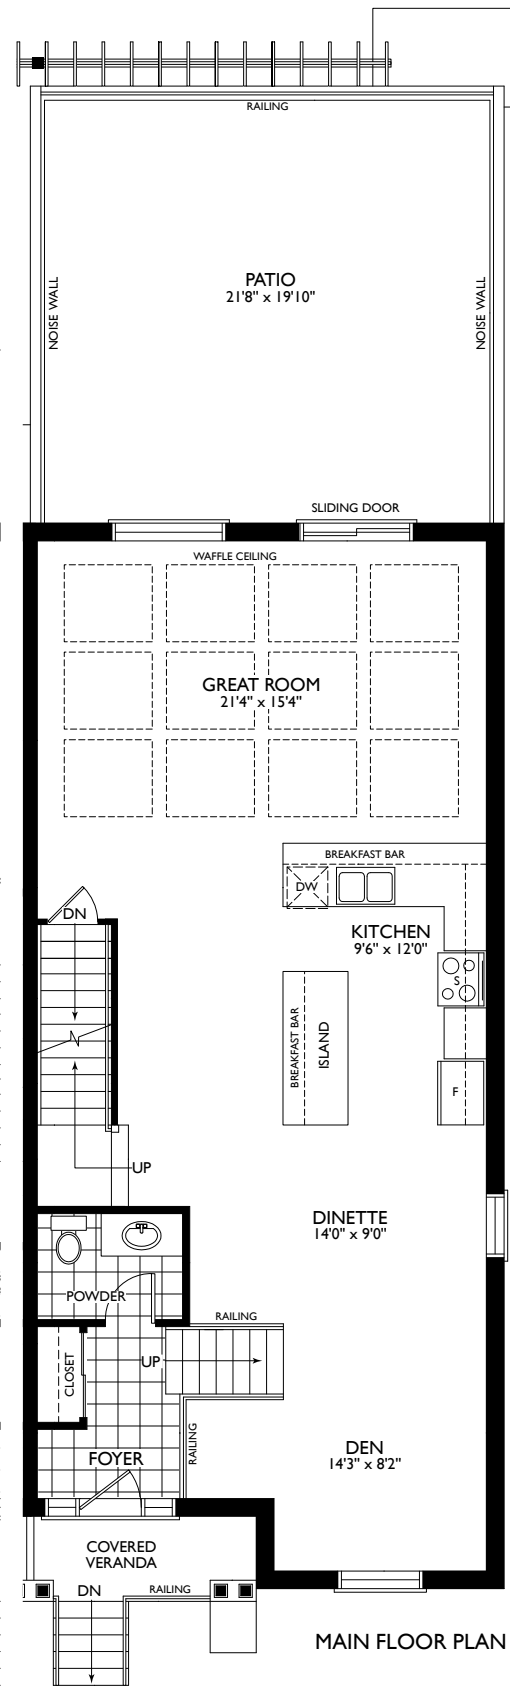 RAILING
PATIO
21'8" x 19'10"
NOISE WALL
NOISE WALL
SLIDING DOOR
WAFFLE CEILING
GREAT ROOM
21'4" x 15'4"
BREAKFAST BAR
DW
DN
KITCHEN
9'6" x 12'0"
S
BREAKFAST BAR
ISLAND
F
UP
DINETTE
14'0" x 9'0"
POWDER
RAILING
UP
CLOSET
RAILING
DEN
14'3" x 8'2"
FOYER
COVERED
VERANDA
DN
RAILING
MAIN FLOOR PLAN